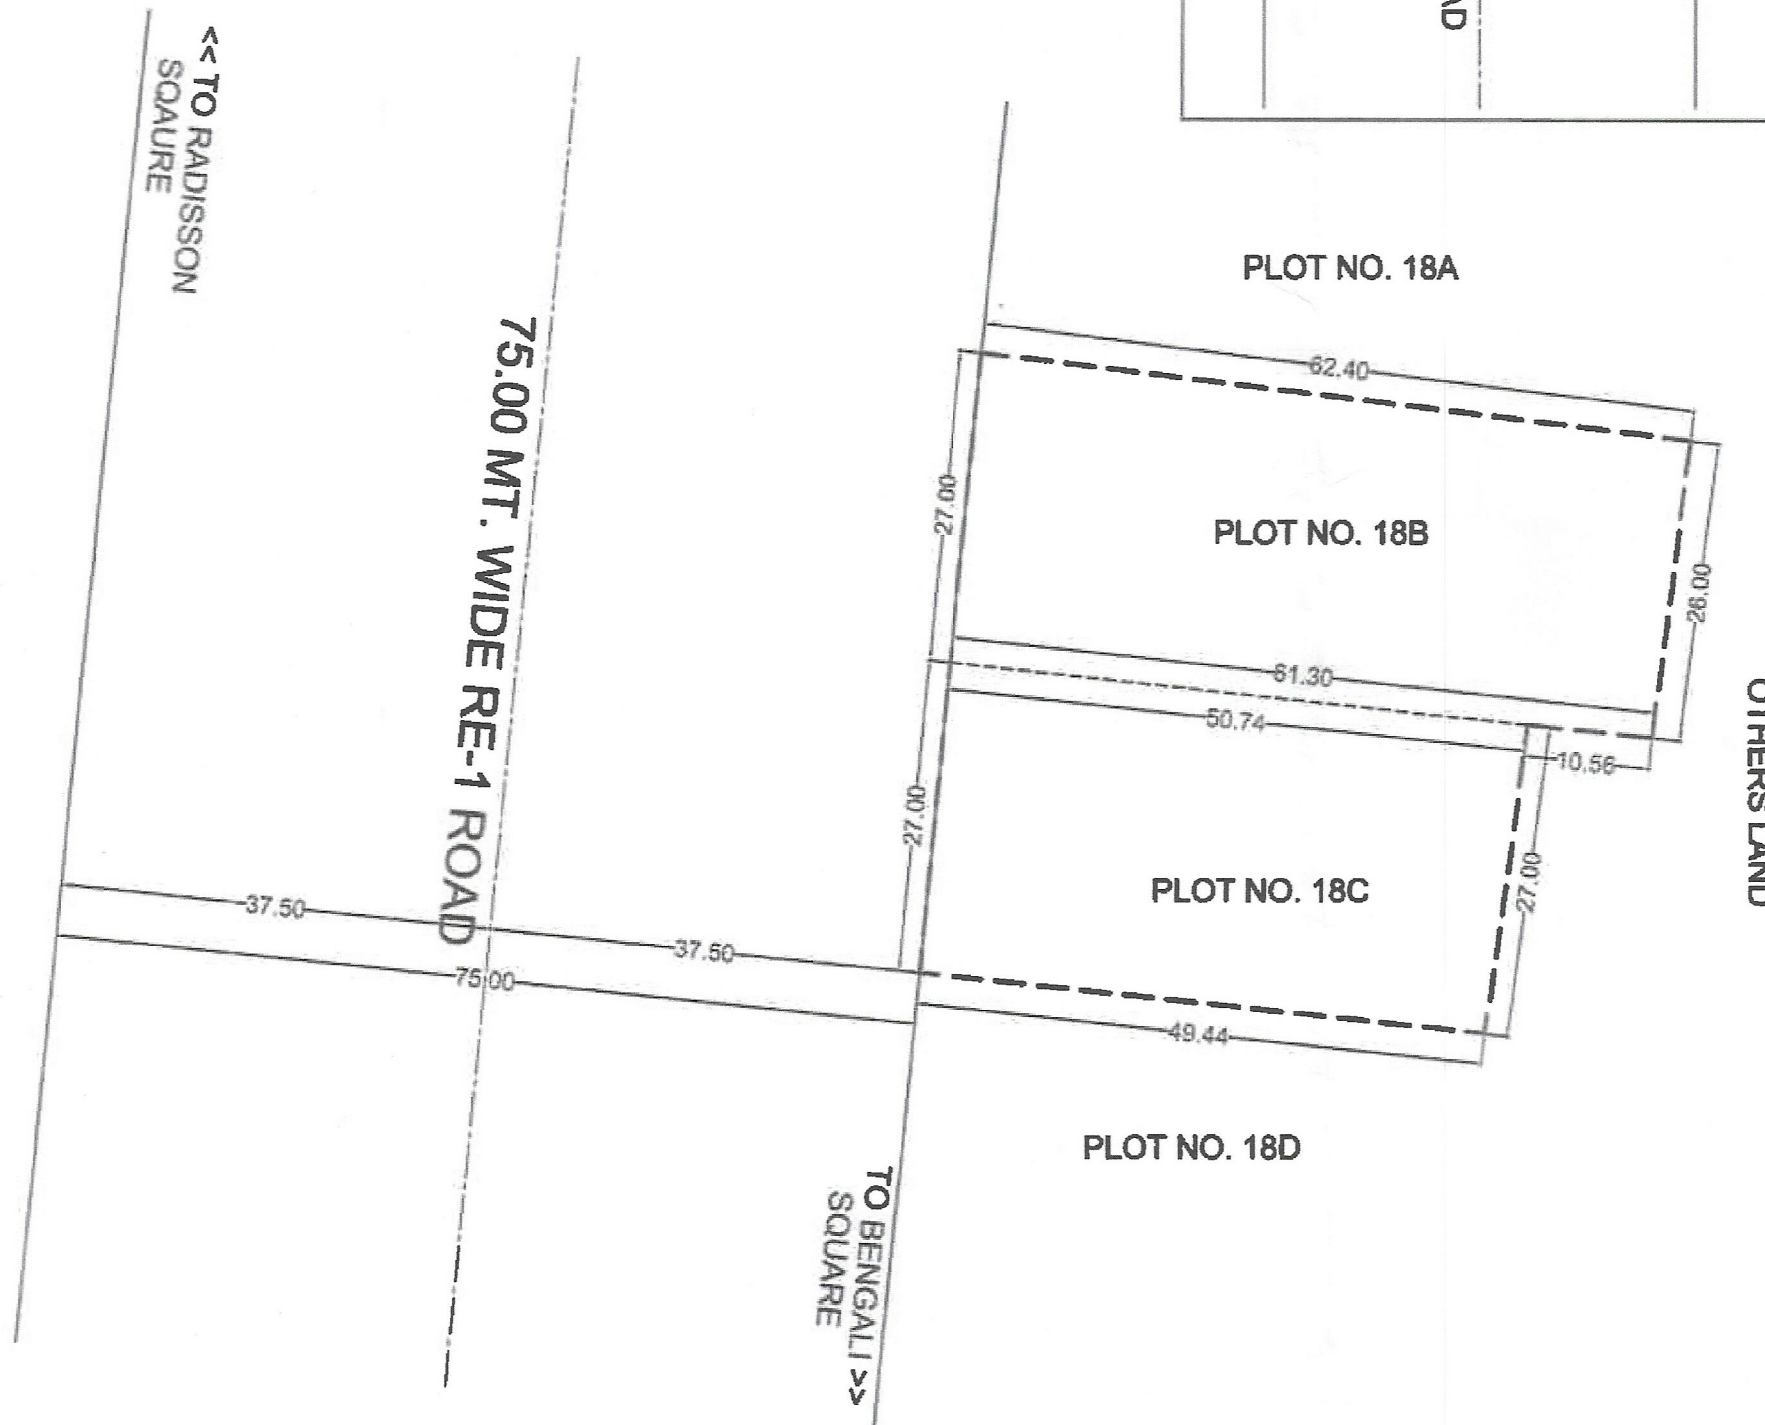 AD
<< TO RADISSON
SQAURE
PLOT NO. 18A
62.40
75.00 MT. WIDE RE-1 ROAD
27.00
PLOT NO. 18B
26.00
61.30
50.74
10.56
OTHERS LAND
27.00
PLOT NO. 18C
27.00
37.50
37.50
75.00
49.44
PLOT NO. 18D
TO BENGALI >>
SQUARE